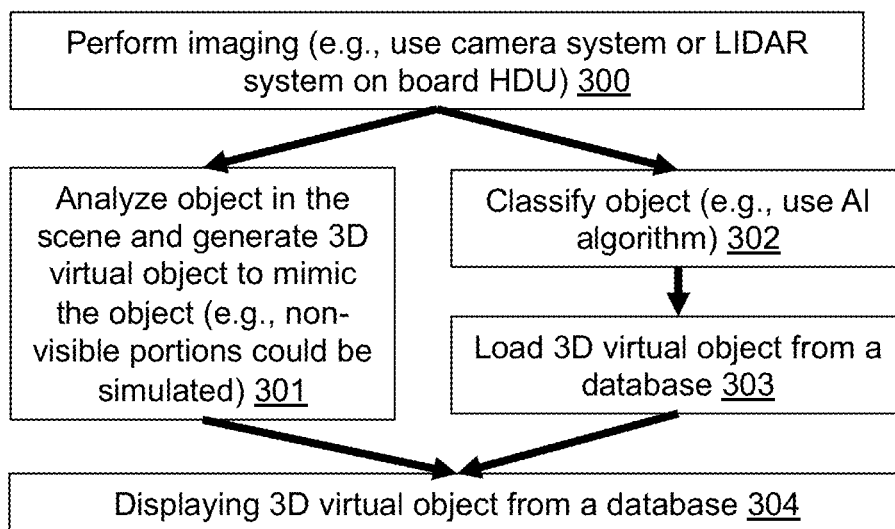 Perform imaging (e.g., use camera system or LIDAR
system on board HDU) 300
Analyze object in the
scene and generate 3D
virtual object to mimic
the object (e.g., non-
visible portions could be
simulated) 301
Classify object (e.g., use AI
algorithm) 302
Load 3D virtual object from a
database 303
Displaying 3D virtual object from a database 304